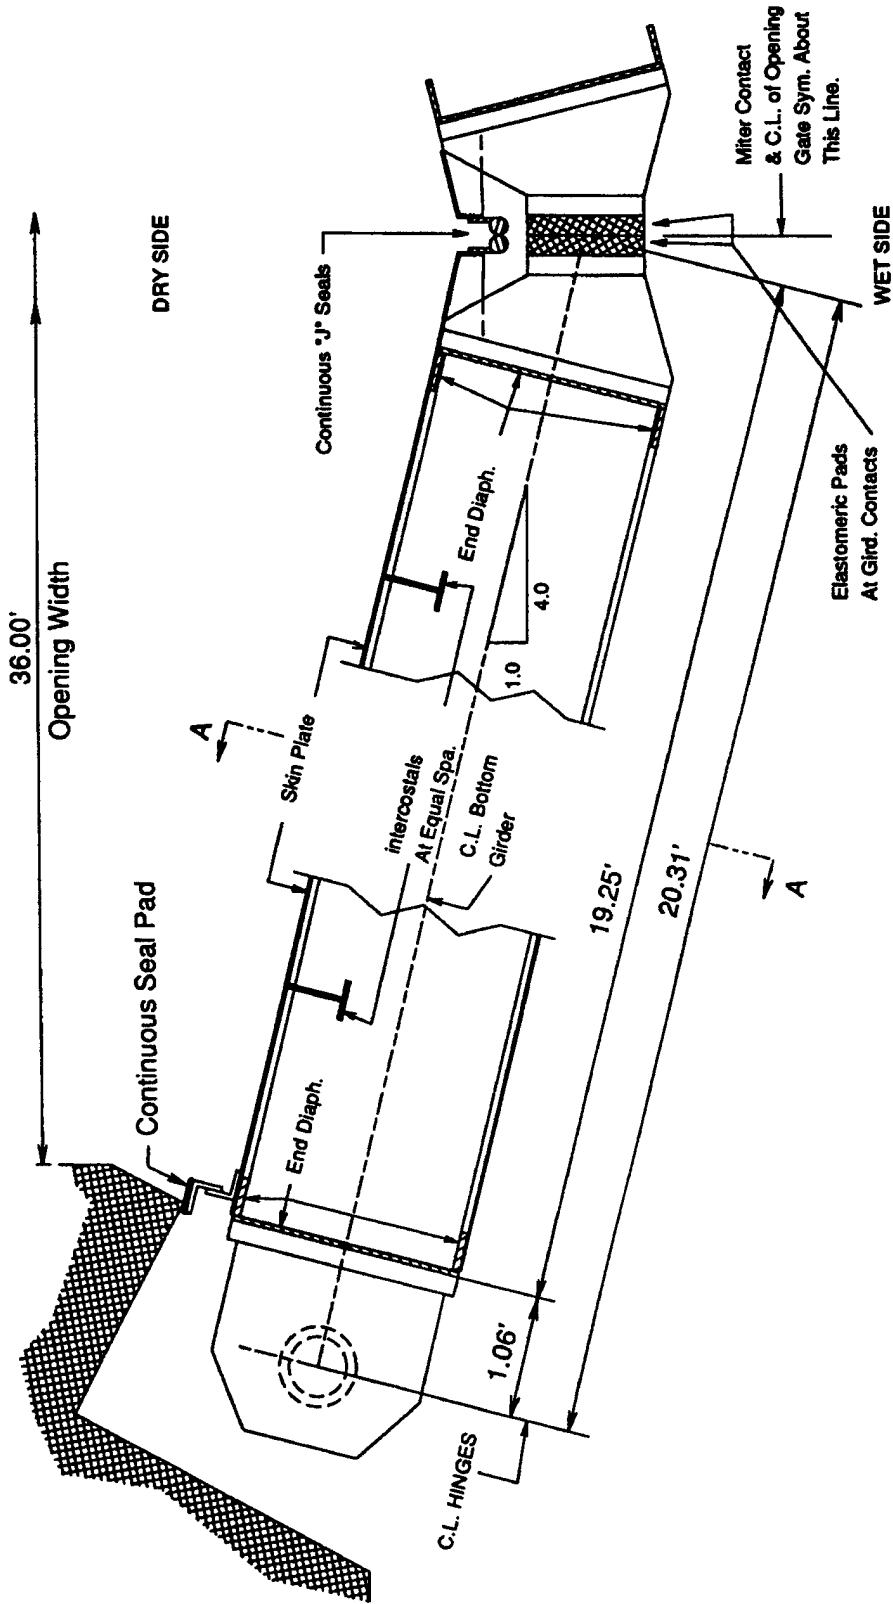 36.00'
Opening Width
DRY SIDE
Continuous "J" Seals
Continuous Seal Pad
A
Skin Plate
End Diaph.
End Diaph.
intercostals
At Equal Spa.
C.L. Bottom
Girder
1.0
4.0
Miter Contact
& C.L. of Opening
Gate Sym. About
This Line.
WET SIDE
Elastomeric Pads
At Gird. Contacts
19.25'
20.31'
1.06'
A
C.L. HINGES